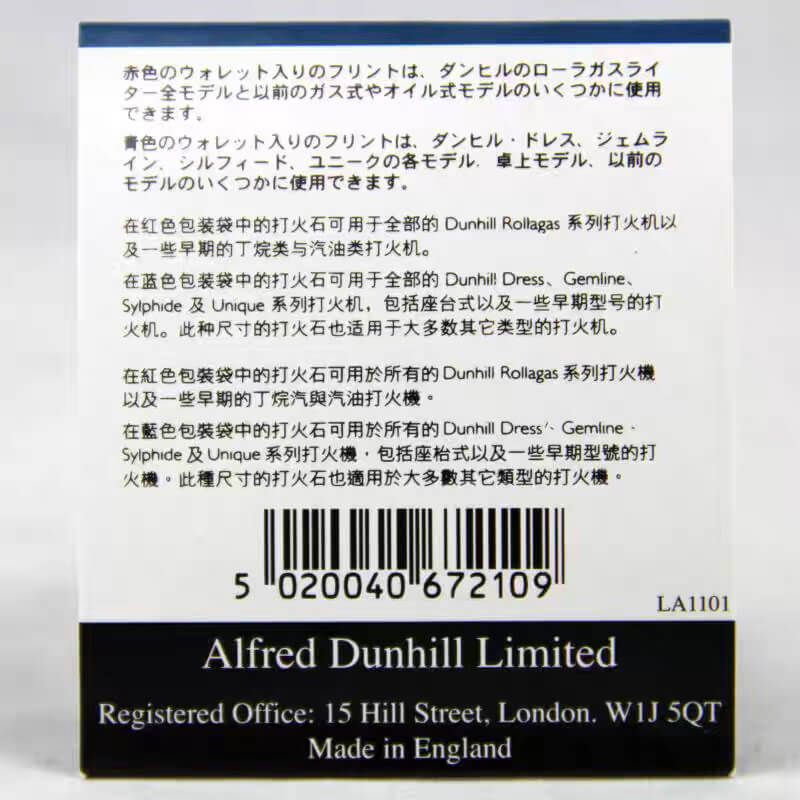 赤色のウォレット入りのフリントは、ダンヒルのローラガスライ
ター全モデルと以前のガス式やオイル式モデルのいくつかに使用
できます。
青色のウォレット入りのフリントは、ダンヒル・ドレス、ジェムラ
イン、シルフィード、ユニークの各モデル、卓上モデル、以前の
モデルのいくつかに使用できます。
在红色包装袋中的打火石可用于全部的 Dunhill Rollagas 系列打火机以
及一些早期的丁烷类与汽油类打火机。
在蓝色包装袋中的打火石可用于全部的 Dunhill Dress、Gemline、
Sylphide 及 Unique 系列打火机，包括座台式以及一些早期型号的打
火机。此种尺寸的打火石也适用于大多数其它类型的打火机。
在紅色包裝袋中的打火石可用於所有的 Dunhill Rollagas 系列打火機
以及一些早期的丁烷汽與汽油打火機。
在藍色包裝袋中的打火石可用於所有的 Dunhill Dress、Gemline、
Sylphide 及 Unique 系列打火機，包括座枱式以及一些早期型號的打
火機。此種尺寸的打火石也適用於大多數其它類型的打火機。
5 020040 672109
LA1101
Alfred Dunhill Limited
Registered Office: 15 Hill Street, London. W1J 5QT
Made in England